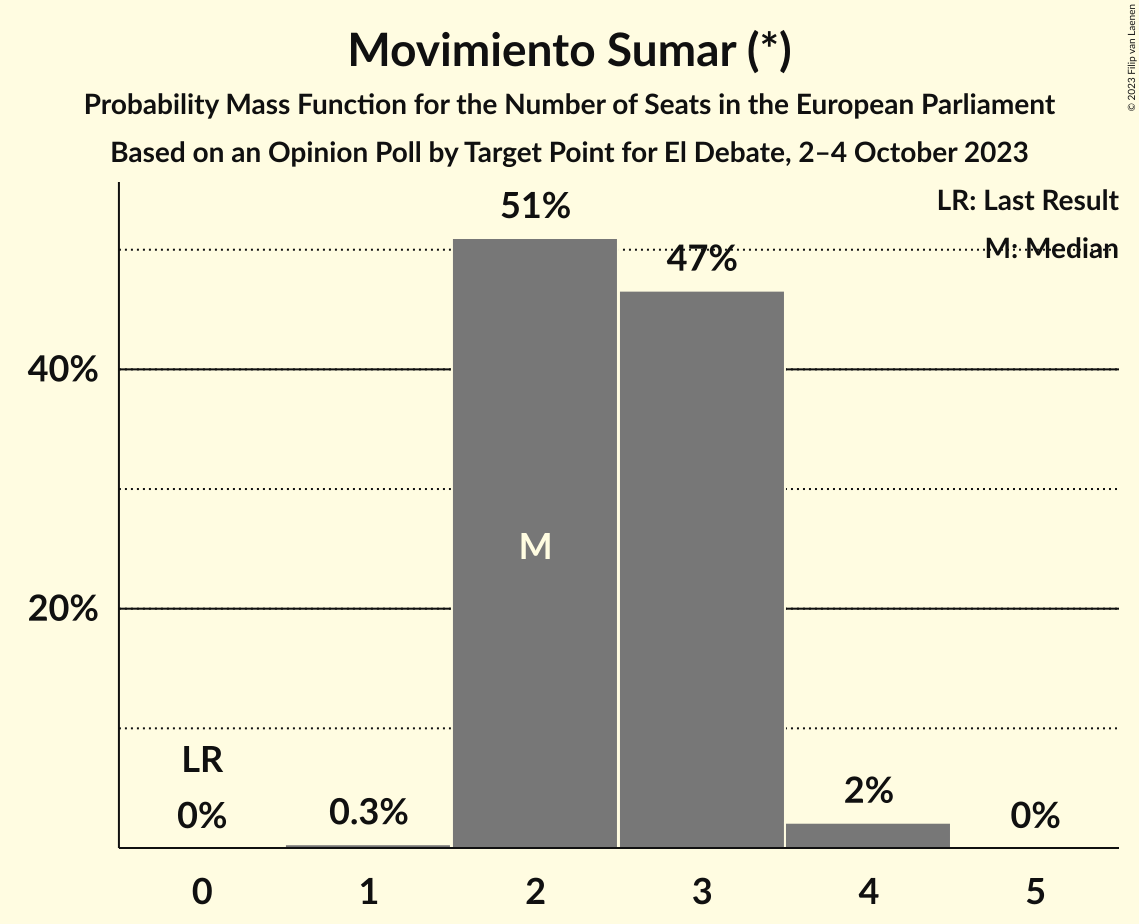 Movimiento Sumar (*)
Probability Mass Function for the Number of Seats in the European Parliament
Based on an Opinion Poll by Target Point for El Debate, 2–4 October 2023
© 2023 Filip van Laenen
LR: Last Result
M: Median
51%
47%
40%
20%
M
LR
0%
0.3%
2%
0%
0 1 2 3 4 5